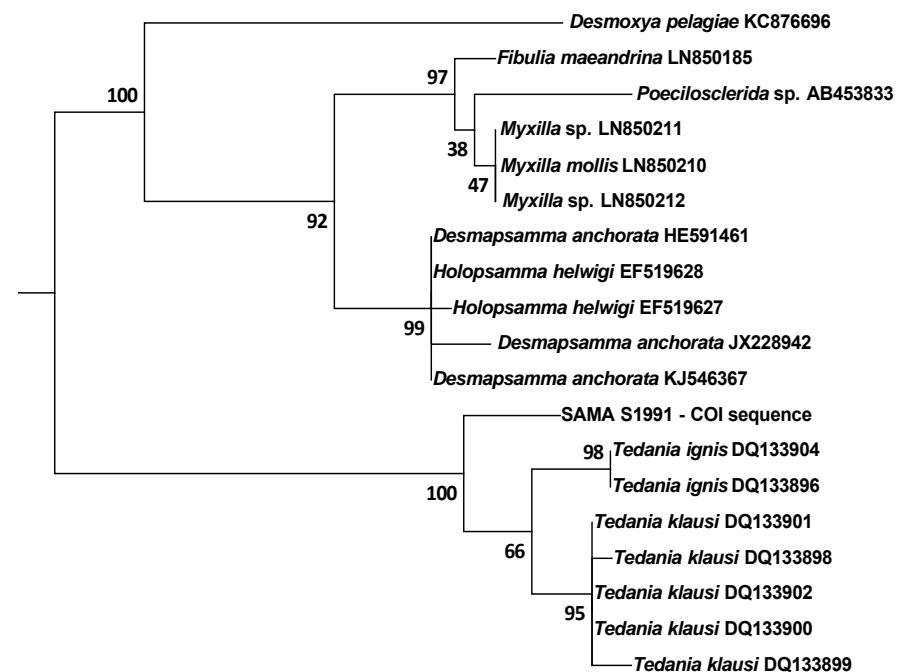 Desmoxya pelagiae KC876696
Fibulia maeandrina LN850185
97
Poecilosclerida sp. AB453833
100
Myxilla sp. LN850211
38
Myxilla mollis LN850210
47
Myxilla sp. LN850212
92
Desmapsamma anchorata HE591461
Holopsamma helwigi EF519628
Holopsamma helwigi EF519627
99
Desmapsamma anchorata JX228942
Desmapsamma anchorata KJ546367
SAMA S1991 - COI sequence
98
Tedania ignis DQ133904
Tedania ignis DQ133896
100
Tedania klausi DQ133901
66
Tedania klausi DQ133898
Tedania klausi DQ133902
95
Tedania klausi DQ133900
Tedania klausi DQ133899